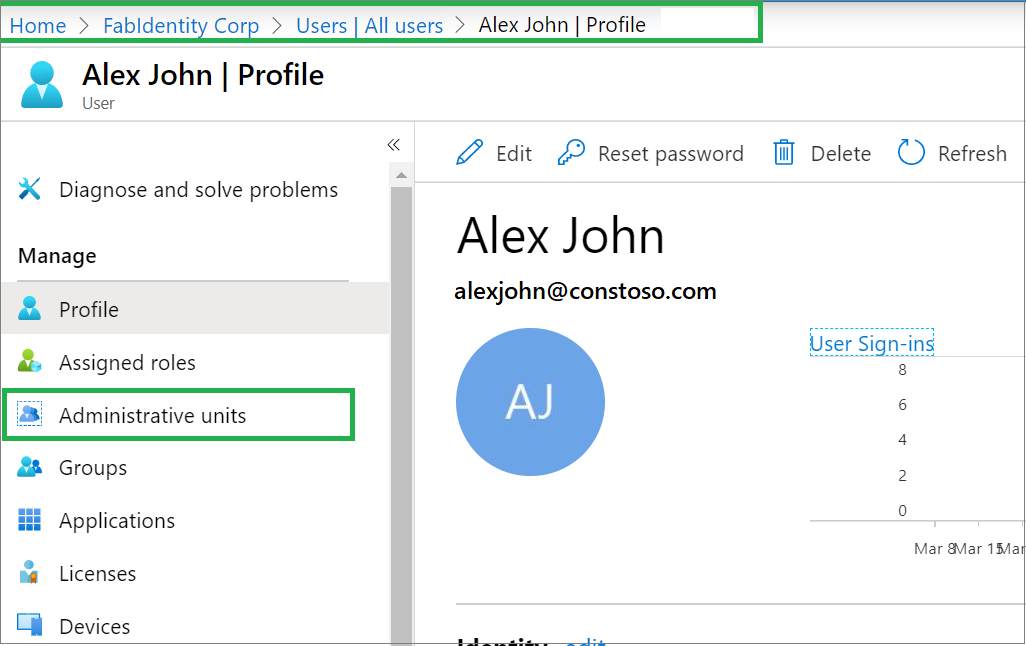 Home > FabIdentity Corp > Users | All users > Alex John | Profile
Alex John | Profile
User
«
Diagnose and solve problems
Manage
Profile
Assigned roles
Administrative units
Groups
Applications
Licenses
Devices
Edit Reset password Delete Refresh
Alex John
alexjohn@constoso.com
AJ
User Sign-ins
8
6
4
2
0
Mar 8 Mar 15 Mar
Identity edit